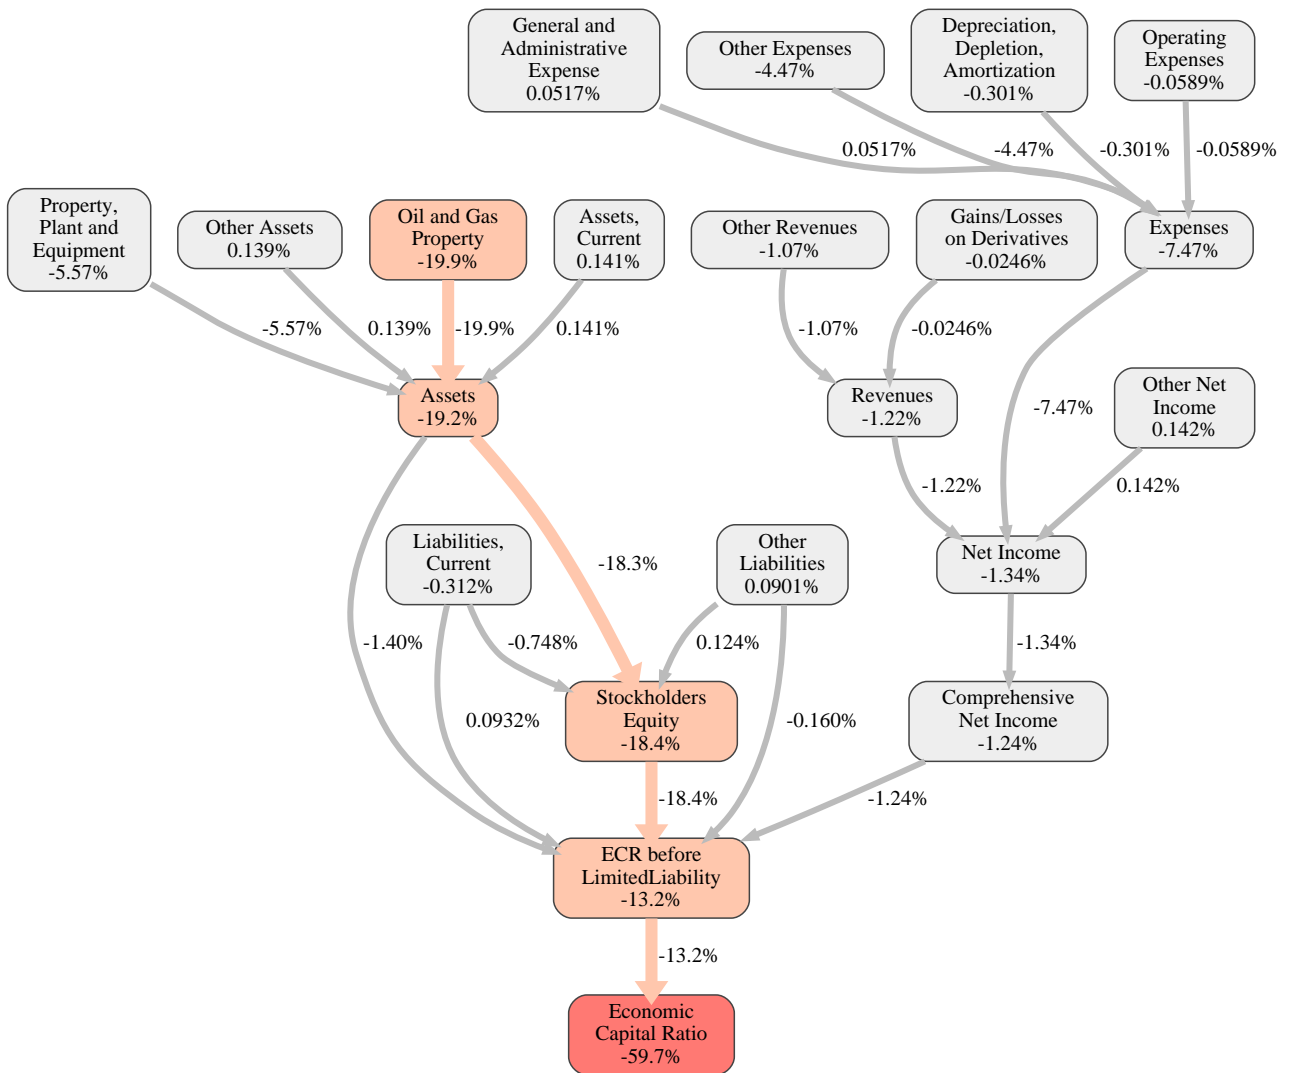 General and
Administrative
Expense
0.0517%
Other Expenses
-4.47%
Depreciation,
Depletion,
Amortization
-0.301%
Operating
Expenses
-0.0589%
0.0517%
-4.47%
-0.301%
-0.0589%
Property,
Plant and
Equipment
-5.57%
Other Assets
0.139%
Oil and Gas
Property
-19.9%
Assets,
Current
0.141%
Other Revenues
-1.07%
Gains/Losses
on Derivatives
-0.0246%
Expenses
-7.47%
-5.57%
0.139%
-19.9%
0.141%
-1.07%
-0.0246%
Assets
-19.2%
Revenues
-1.22%
-7.47%
Other Net
Income
0.142%
-1.22%
0.142%
Liabilities,
Current
-0.312%
-18.3%
Other
Liabilities
0.0901%
Net Income
-1.34%
-1.40%
-0.748%
0.124%
-1.34%
0.0932%
Stockholders
Equity
-18.4%
-0.160%
Comprehensive
Net Income
-1.24%
-18.4%
-1.24%
ECR before
LimitedLiability
-13.2%
-13.2%
Economic
Capital Ratio
-59.7%